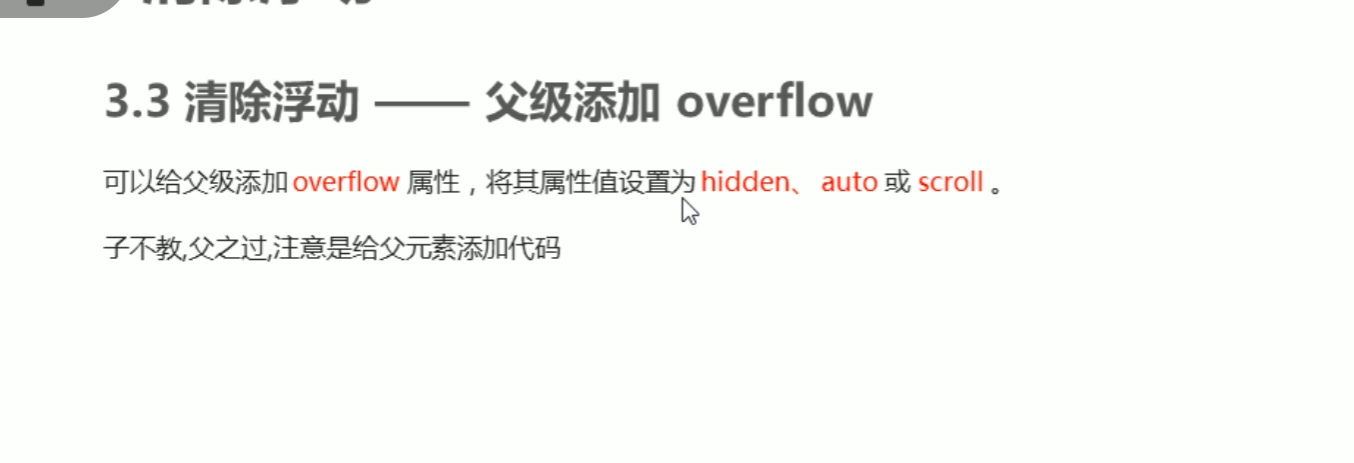 3.3 清除浮动 —— 父级添加 overflow
可以给父级添加 overflow 属性，将其属性值设置为 hidden、 auto 或 scroll 。
子不教,父之过,注意是给父元素添加代码